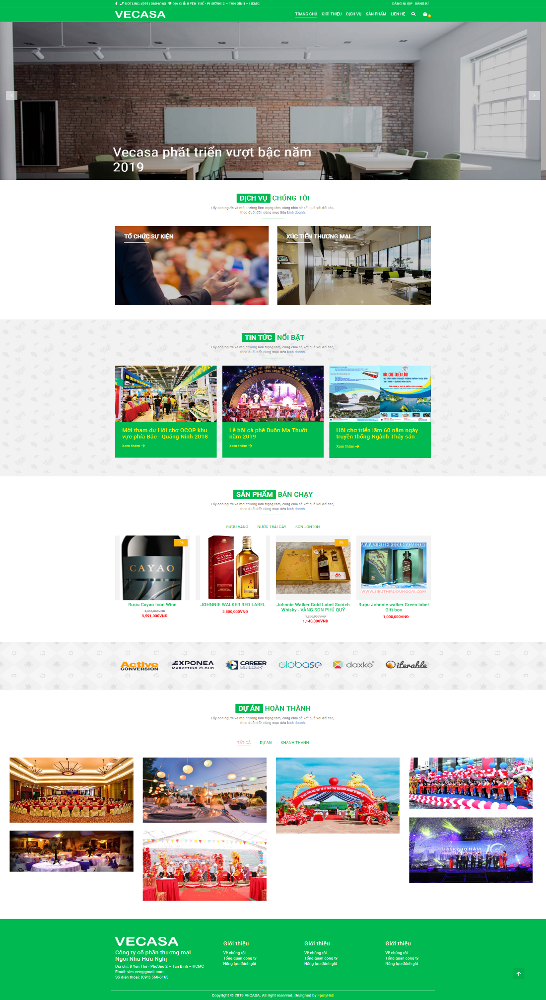 HOTLINE: (091) 560-6165 ĐỊA CHỈ: 8 YÊN THẾ - PHƯỜNG 2 – TÂN BÌNH – HCMC
ĐĂNG NHẬP ĐĂNG KÍ
VECASA
TRANG CHỦ GIỚI THIỆU DỊCH VỤ SẢN PHẨM LIÊN HỆ
Vecasa phát triển vượt bậc năm
2019
DỊCH VỤ CHÚNG TÔI
Lấy con người và môi trường làm trọng tâm, cùng chia sẻ kết quả với đối tác,
theo đuổi đến cùng mục tiêu kinh doanh.
TỔ CHỨC SỰ KIỆN
XÚC TIẾN THƯƠNG MẠI
TIN TỨC NỔI BẬT
Lấy con người và môi trường làm trọng tâm, cùng chia sẻ kết quả với đối tác,
theo đuổi đến cùng mục tiêu kinh doanh.
HỘI CHỢ TRIỂN LÃM
Mời tham dự Hội chợ OCOP khu
vực phía Bắc - Quảng Ninh 2018
Xem thêm
Lễ hội cà phê Buôn Ma Thuột
năm 2019
Xem thêm
Hội chợ triển lãm 60 năm ngày
truyền thống Ngành Thủy sản
Xem thêm
SẢN PHẨM BÁN CHẠY
Lấy con người và môi trường làm trọng tâm, cùng chia sẻ kết quả với đối tác,
theo đuổi đến cùng mục tiêu kinh doanh.
RƯỢU VANG NƯỚC TRÁI CÂY SƠN JONTON
10%
CAYAO
Red Label
Red Label
5%
WWW.SIEUTHIRUOUNGOAI.COM
WWW.SIEUTHIRUOUNGOAI.COM
Rượu Cayao Icon Wine
3,990,000VNĐ
3,591,000VNĐ
JOHNNIE WALKER RED LABEL
3,800,000VNĐ
Johnnie Walker Gold Label Scotch
Whisky - VÀNG SON PHÚ QUÝ
1,200,000VNĐ
1,140,000VNĐ
Rượu Johnnie walker Green label
Gift box
1,000,000VNĐ
Active
CONVERSION
EXPONEA
MARKETING CLOUD
CAREER
BUILDER
Globase
daxko
iterable
DỰ ÁN HOÀN THÀNH
Lấy con người và môi trường làm trọng tâm, cùng chia sẻ kết quả với đối tác,
theo đuổi đến cùng mục tiêu kinh doanh.
TẤT CẢ DỰ ÁN KHÁNH THÀNH
HASKY 10 NĂM
VECASA
Công ty cổ phần thương mại
Ngôi Nhà Hữu Nghị
Địa chỉ: 8 Yên Thế - Phường 2 – Tân Bình – HCMC
Email: viet.vec@gmail.com
Số điện thoại: (091) 560-6165
Giới thiệu
Về chúng tôi
Tổng quan công ty
Năng lực đánh giá
Giới thiệu
Về chúng tôi
Tổng quan công ty
Năng lực đánh giá
Giới thiệu
Về chúng tôi
Tổng quan công ty
Năng lực đánh giá
Copyright © 2019 VECASA. All right reserved. Designed by FpolyHub